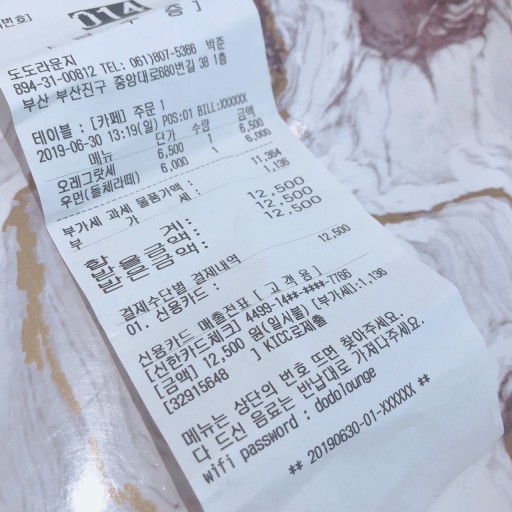 번호]
증 ]
도도라운지
894-31-00812 TEL: 061)807-5366 박준
부산 부산진구 중앙대로680번길 38 1층
테이블 : [카페] 주문 1
2019-06-30 13:19(일) POS:01 BILL:XXXXXX
메뉴 단가 수량 금액
오레그랏세 6,500 1 6,500
우먼(돌체라떼) 6,000 1 6,000
부가세 과세 물품가액: 11,364
부 가 세: 1,136
합 계: 12,500
받을금액: 12,500
받은금액: 12,500
결제수단별 결제내역
01. 신용카드 : 12,500
신용카드 매출전표 [ 고객용 ]
[신한카드체크] 4499-14**-****-7766
[금액] 12,500 원(일시불) [부가세]:1,136
[32915648 ] KICC로제출
메뉴는 상단의 번호 뜨면 찾아주세요.
다 드신 음료는 반납대로 가져다주세요.
wifi password : dodolounge
** 20190630-01-XXXXXX **